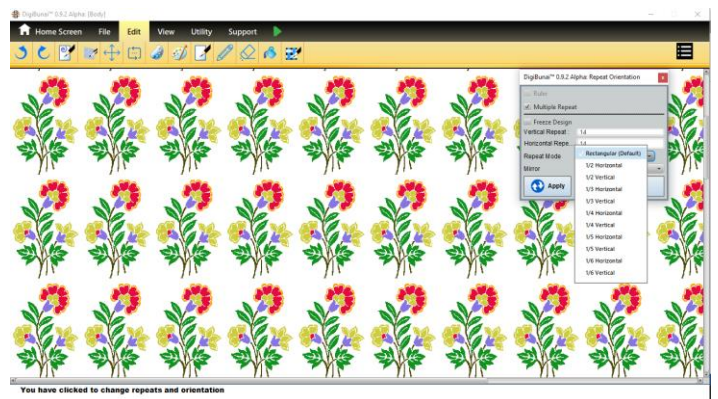 DigiBunai™ 0.9.2 Alpha: [Body]
Home Screen File Edit View Utility Support
DigiBunai™ 0.9.2 Alpha: Repeat Orientation
Ruler
Multiple Repeat
Freeze Design
Vertical Repeat : 14
Horizontal Repe... 14
Repeat Mode
Rectangular (Default)
1/2 Horizontal
Mirror
1/2 Vertical
1/3 Horizontal
Apply
1/3 Vertical
1/4 Horizontal
1/4 Vertical
1/5 Horizontal
1/5 Vertical
1/6 Horizontal
1/6 Vertical
You have clicked to change repeats and orientation